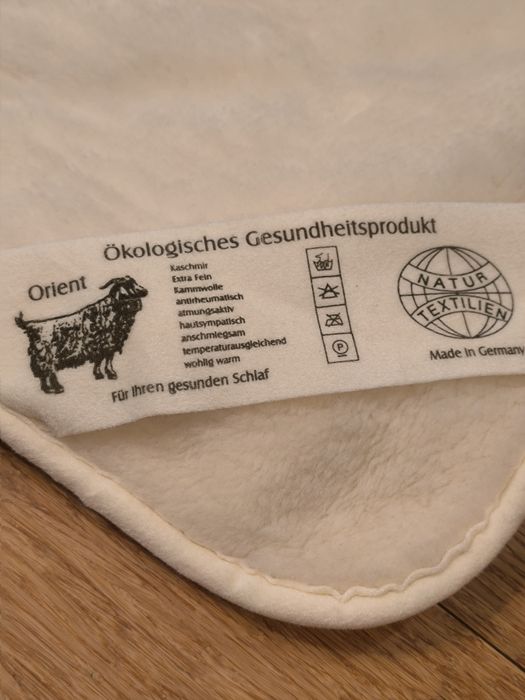 Ökologisches Gesundheitsprodukt
Orient
Kaschmir
Extra Fein
Kammwolle
antirheumatisch
atmungsaktiv
hautsympatisch
anschmiegsam
temperaturausgleichend
wohlig warm
Für Ihren gesunden Schlaf
P
NATUR
TEXTILIEN
Made in Germany